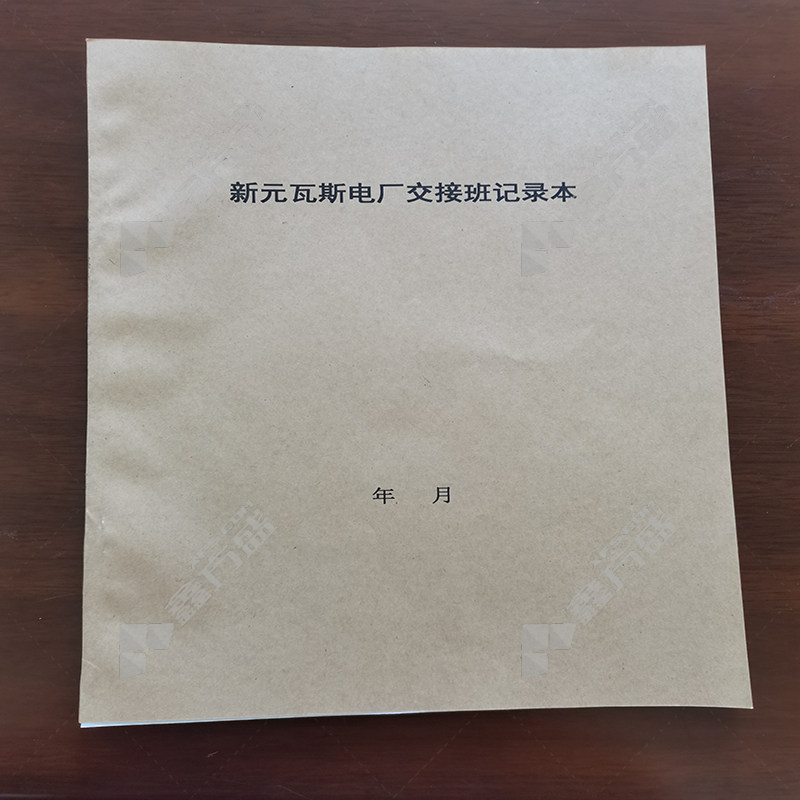 新元瓦斯电厂交接班记录本
年 月